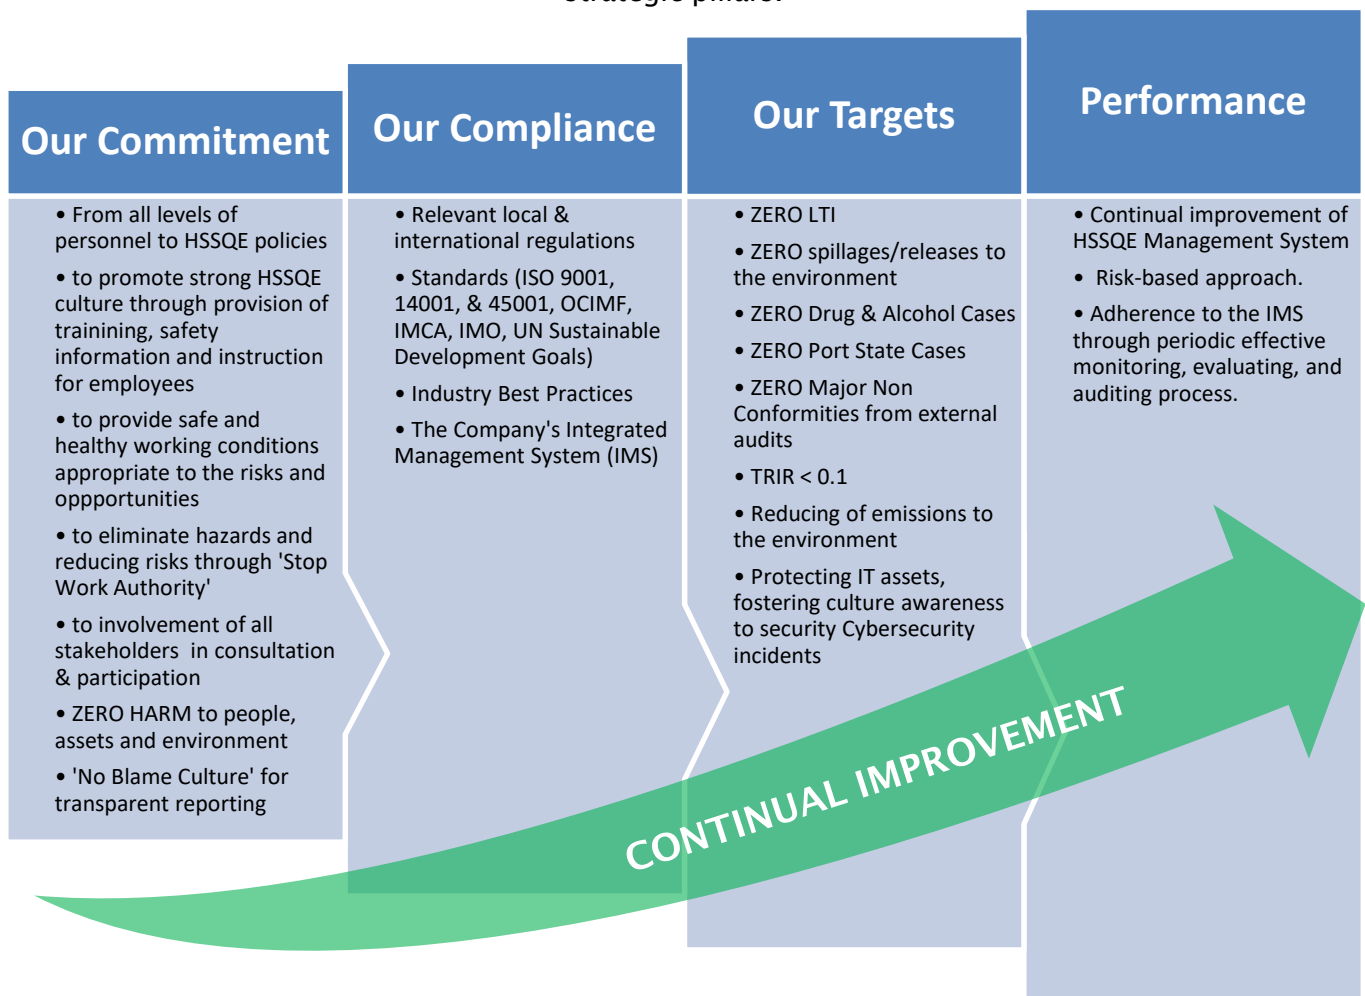 strategic pillars.
Our Commitment
• From all levels of
personnel to HSSQE policies
• to promote strong HSSQE
culture through provision of
trainining, safety
information and instruction
for employees
• to provide safe and
healthy working conditions
appropriate to the risks and
oppportunities
• to eliminate hazards and
reducing risks through 'Stop
Work Authority'
• to involvement of all
stakeholders  in consultation
& participation
• ZERO HARM to people,
assets and environment
• 'No Blame Culture' for
transparent reporting
Our Compliance
• Relevant local &
international regulations
• Standards (ISO 9001,
14001, & 45001, OCIMF,
IMCA, IMO, UN Sustainable
Development Goals)
• Industry Best Practices
• The Company's Integrated
Management System (IMS)
Our Targets
• ZERO LTI
• ZERO spillages/releases to
the environment
• ZERO Drug & Alcohol Cases
• ZERO Port State Cases
• ZERO Major Non
Conformities from external
audits
• TRIR < 0.1
• Reducing of emissions to
the environment
• Protecting IT assets,
fostering culture awareness
to security Cybersecurity
incidents
Performance
• Continual improvement of
HSSQE Management System
•  Risk-based approach.
• Adherence to the IMS
through periodic effective
monitoring, evaluating, and
auditing process.
CONTINUAL IMPROVEMENT